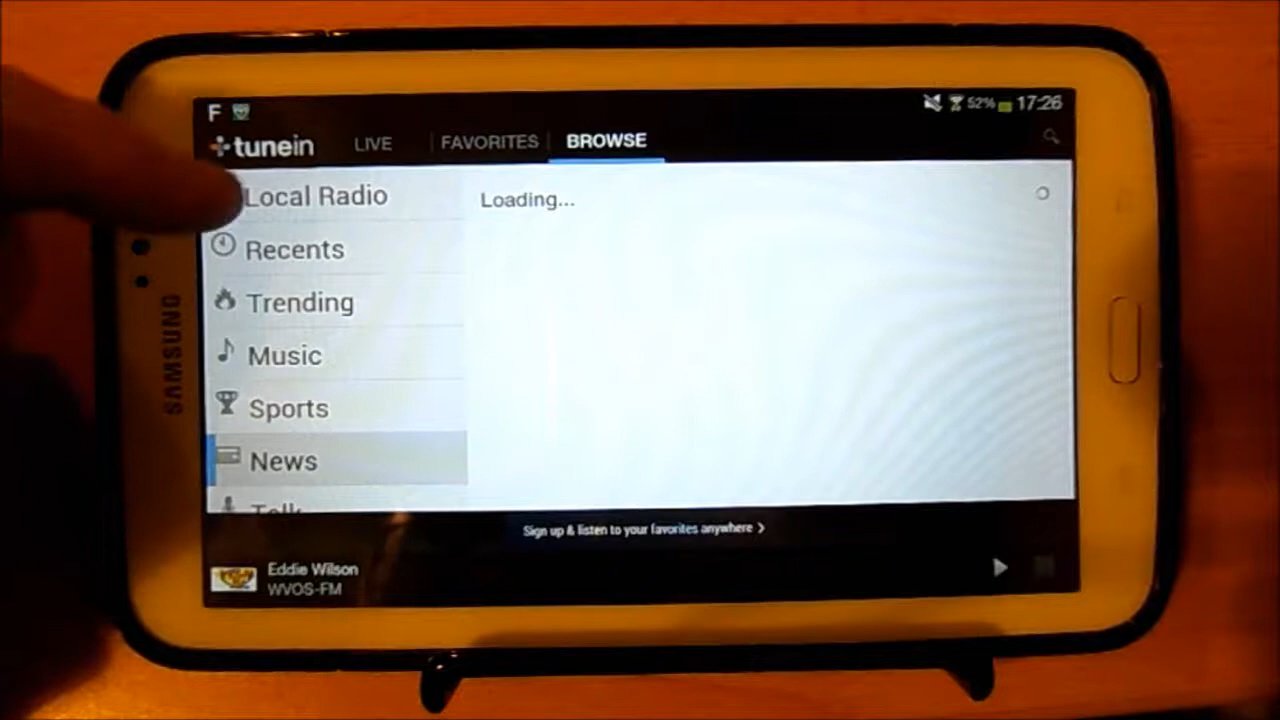 F 52% 17:26
tunein LIVE FAVORITES BROWSE
Local Radio
Loading...
Recents
Trending
Music
Sports
News
Talk
Sign up & listen to your favorites anywhere >
Eddie Wilson
WVOS-FM
SAMSUNG